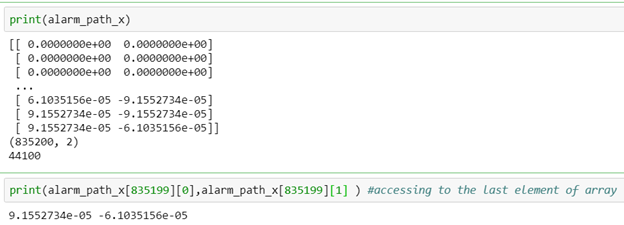 print(alarm_path_x)
[[ 0.0000000e+00  0.0000000e+00]
 [ 0.0000000e+00  0.0000000e+00]
 [ 0.0000000e+00  0.0000000e+00]
 ...
 [ 6.1035156e-05 -9.1552734e-05]
 [ 9.1552734e-05 -9.1552734e-05]
 [ 9.1552734e-05 -6.1035156e-05]]
(835200, 2)
44100
print(alarm_path_x[835199][0],alarm_path_x[835199][1] ) #accessing to the last element of array
9.1552734e-05 -6.1035156e-05